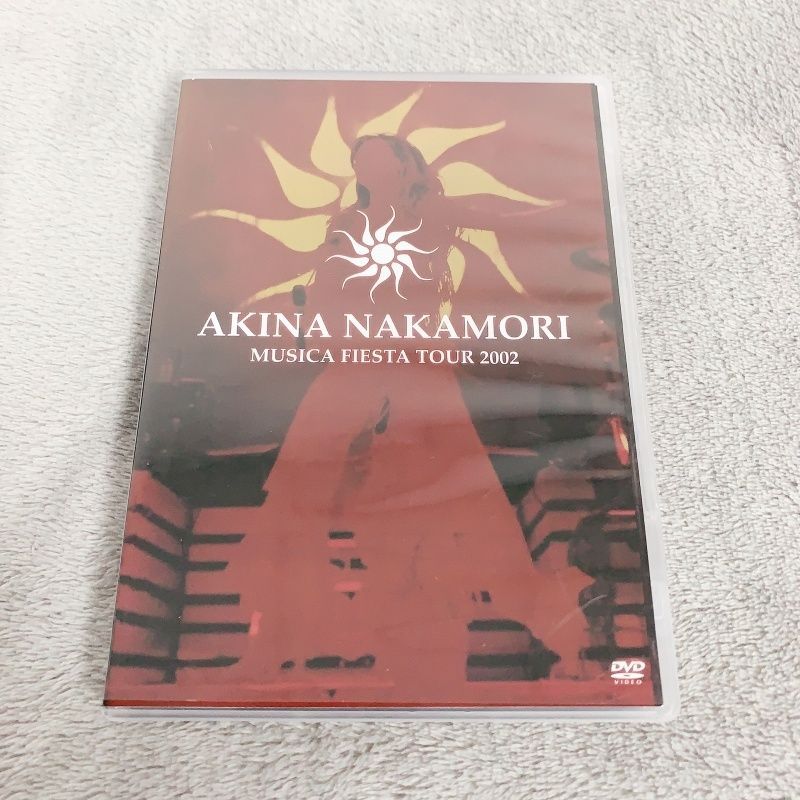 AKINA NAKAMORI
MUSICA FIESTA TOUR 2002
DVD
VIDEO